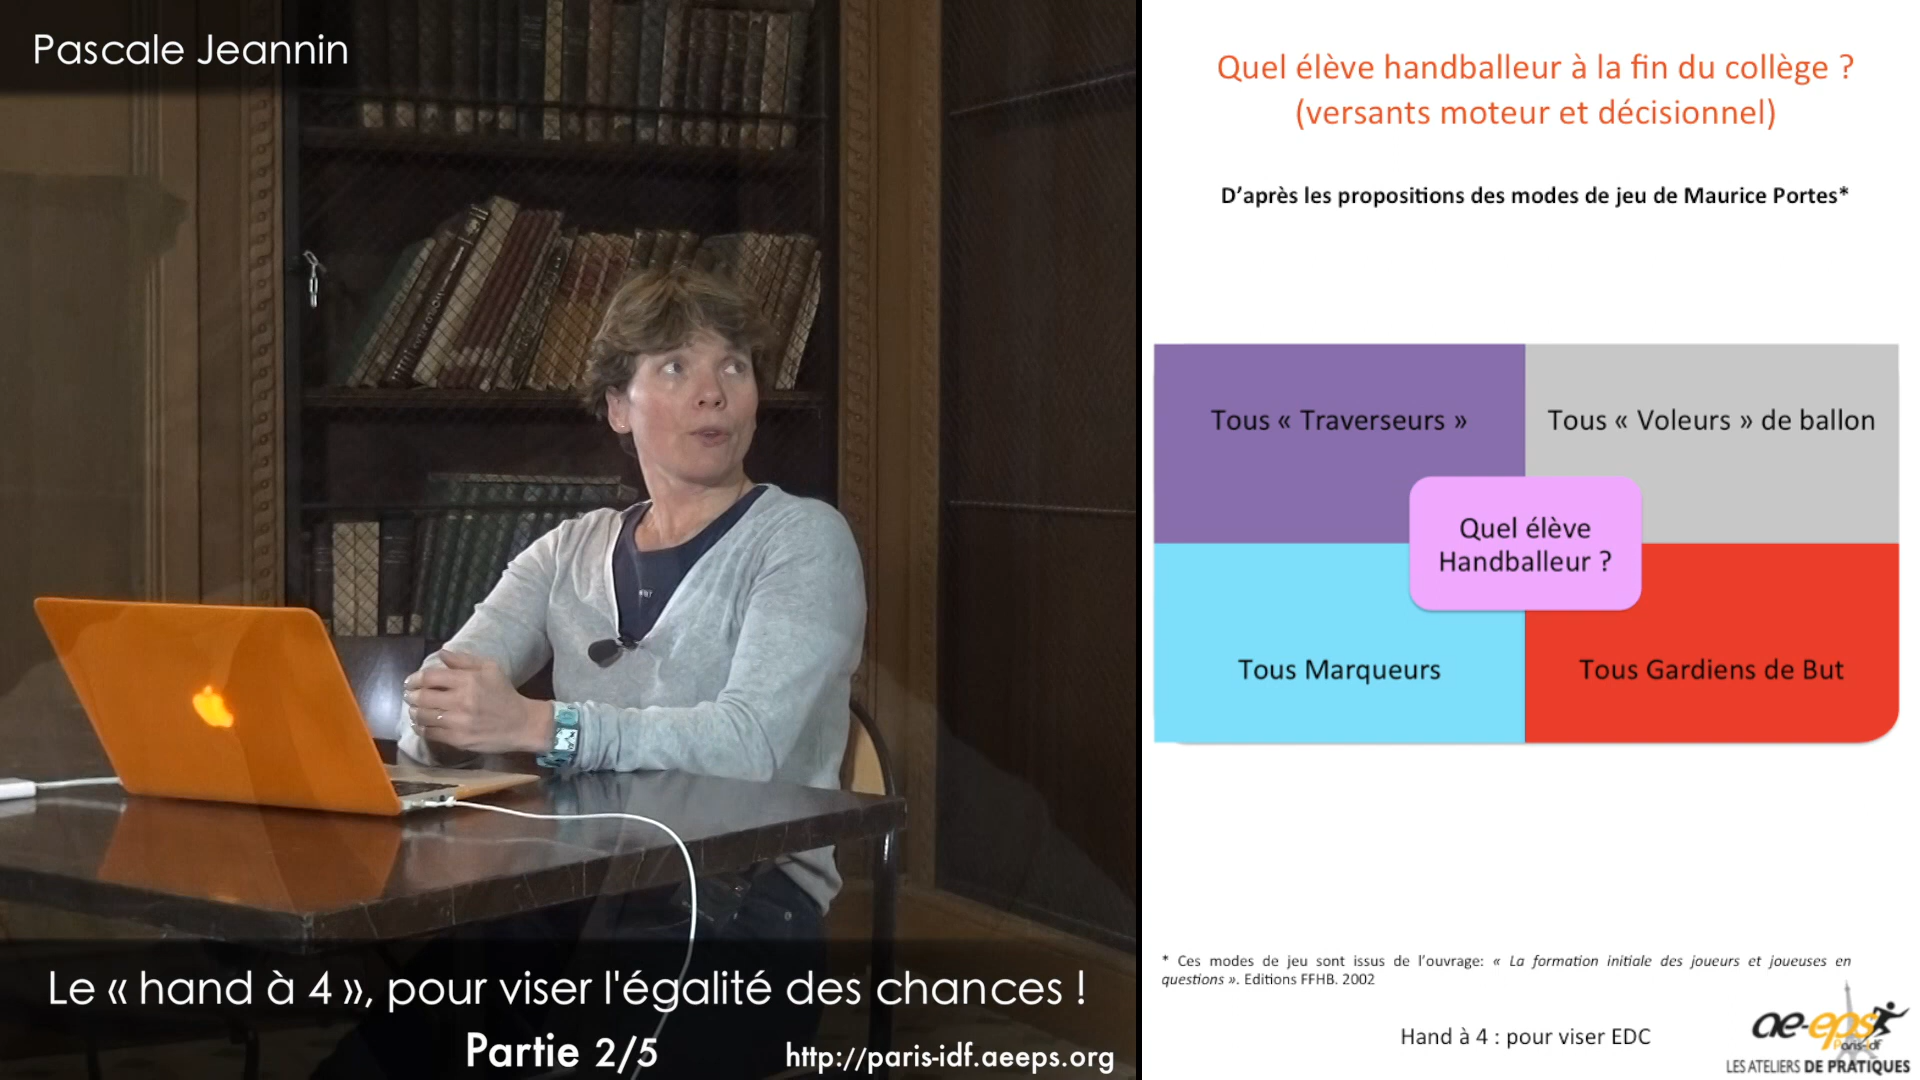 Pascale Jeannin
Le « hand à 4 », pour viser l'égalité des chances !
Partie 2/5
http://paris-idf.aeeps.org
Quel élève handballeur à la fin du collège ?
(versants moteur et décisionnel)
D’après les propositions des modes de jeu de Maurice Portes*
Tous « Traverseurs »
Tous « Voleurs » de ballon
Quel élève
Handballeur ?
Tous Marqueurs
Tous Gardiens de But
* Ces modes de jeu sont issus de l’ouvrage: « La formation initiale des joueurs et joueuses en
questions ». Editions FFHB. 2002
Hand à 4 : pour viser EDC
ae-eps
Paris-idf
LES ATELIERS DE PRATIQUES